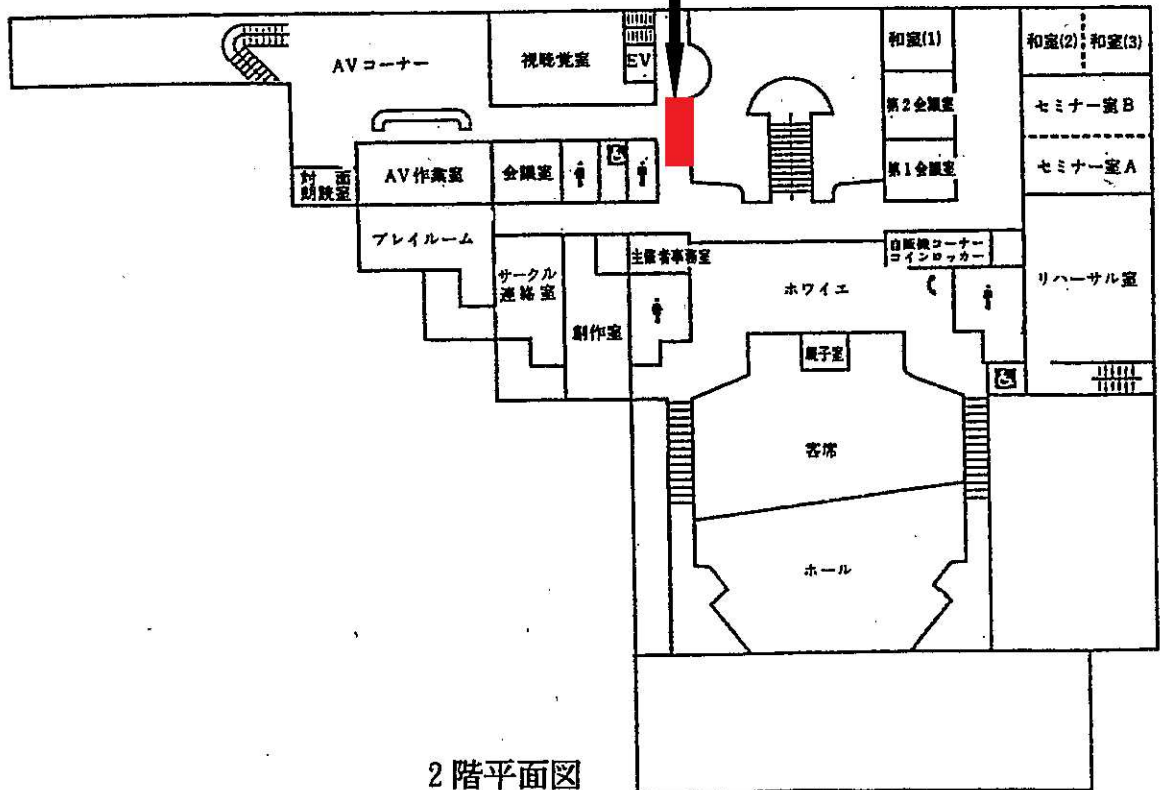 和室(1)
和室(2)
和室(3)
AVコーナー
視聴覚室
EV
第2会議室
セミナー室B
対面
朗読室
AV作業室
会議室
第1会議室
セミナー室A
プレイルーム
サークル
連絡室
主催者事務室
自販機コーナー
コインロッカー
ホワイエ
リハーサル室
創作室
親子室
客席
ホール
2階平面図